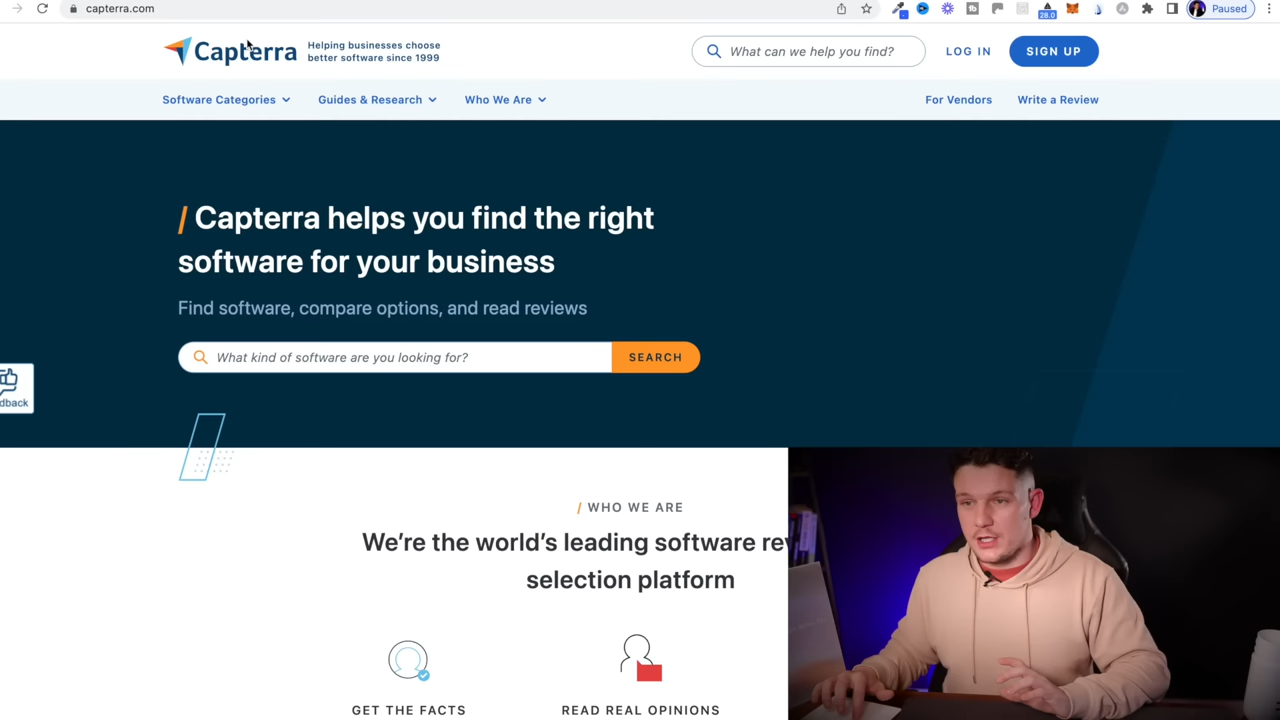 capterra.com
28.0
Paused
Capterra
Helping businesses choose
better software since 1999
What can we help you find?
LOG IN
SIGN UP
Software Categories
Guides & Research
Who We Are
For Vendors
Write a Review
/ Capterra helps you find the right
software for your business
Find software, compare options, and read reviews
What kind of software are you looking for?
SEARCH
dback
/ WHO WE ARE
We're the world's leading software rev
selection platform
GET THE FACTS
READ REAL OPINIONS